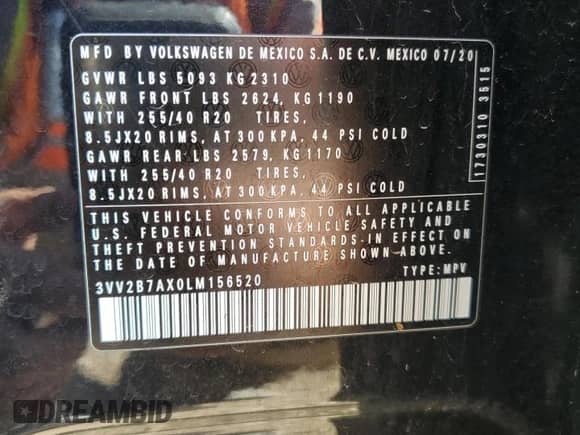 MFD BY VOLKSWAGEN DE MEXICO S.A. DE C.V. MEXICO 07/20
GVWR LBS 5093 KG 2310
GAWR FRONT LBS 2624, KG 1190
WITH 255/40 R20 TIRES,
8.5JX20 RIMS, AT 300 KPA, 44 PSI COLD
GAWR REAR LBS 2579, KG 1170
WITH 255/40 R20 TIRES,
8.5JX20 RIMS, AT 300 KPA, 44 PSI COLD
THIS VEHICLE CONFORMS TO ALL APPLICABLE
U.S. FEDERAL MOTOR VEHICLE SAFETY AND
THEFT PREVENTION STANDARDS-IN EFFECT ON
THE DATE OF MANUFACTURE SHOWN ABOVE.
3VV2B7AX0LM156520 TYPE: MPV
1730310 3515
DREAMBID